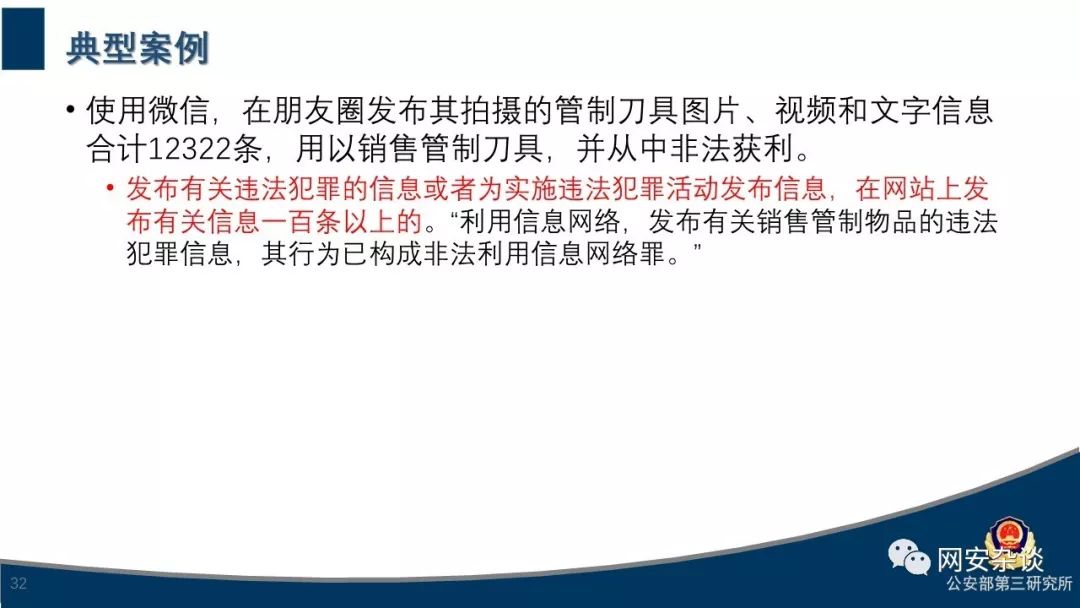 典型案例
• 使用微信，在朋友圈发布其拍摄的管制刀具图片、视频和文字信息
合计12322条，用以销售管制刀具，并从中非法获利。
• 发布有关违法犯罪的信息或者为实施违法犯罪活动发布信息，在网站上发
布有关信息一百条以上的。“利用信息网络，发布有关销售管制物品的违法
犯罪信息，其行为已构成非法利用信息网络罪。”
网安杂谈
32
公安部第三研究所